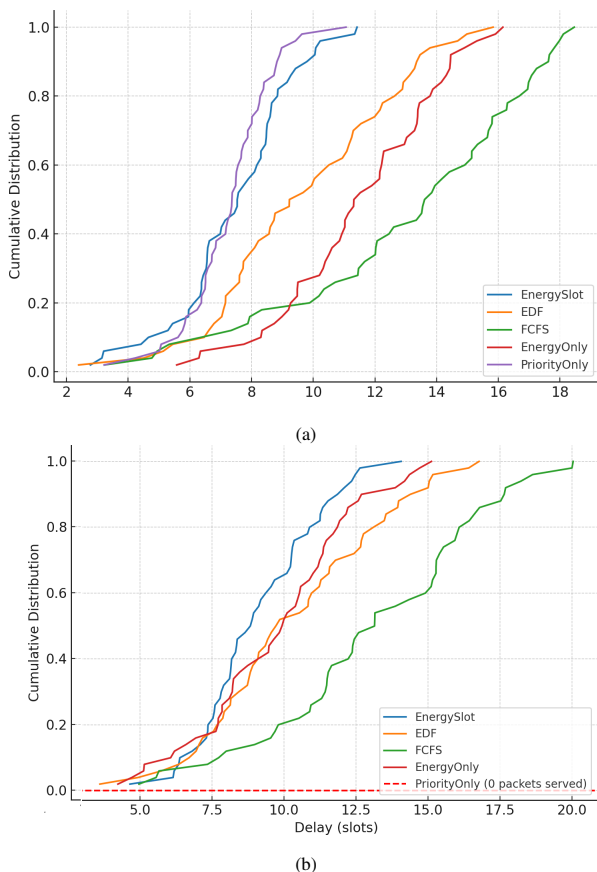 1.0
0.8
0.6
0.4
0.2
0.0
Cumulative Distribution
EnergySlot
EDF
FCFS
EnergyOnly
PriorityOnly
2 4 6 8 10 12 14 16 18
(a)
1.0
0.8
0.6
0.4
0.2
0.0
Cumulative Distribution
EnergySlot
EDF
FCFS
EnergyOnly
PriorityOnly (0 packets served)
5.0 7.5 10.0 12.5 15.0 17.5 20.0
Delay (slots)
(b)